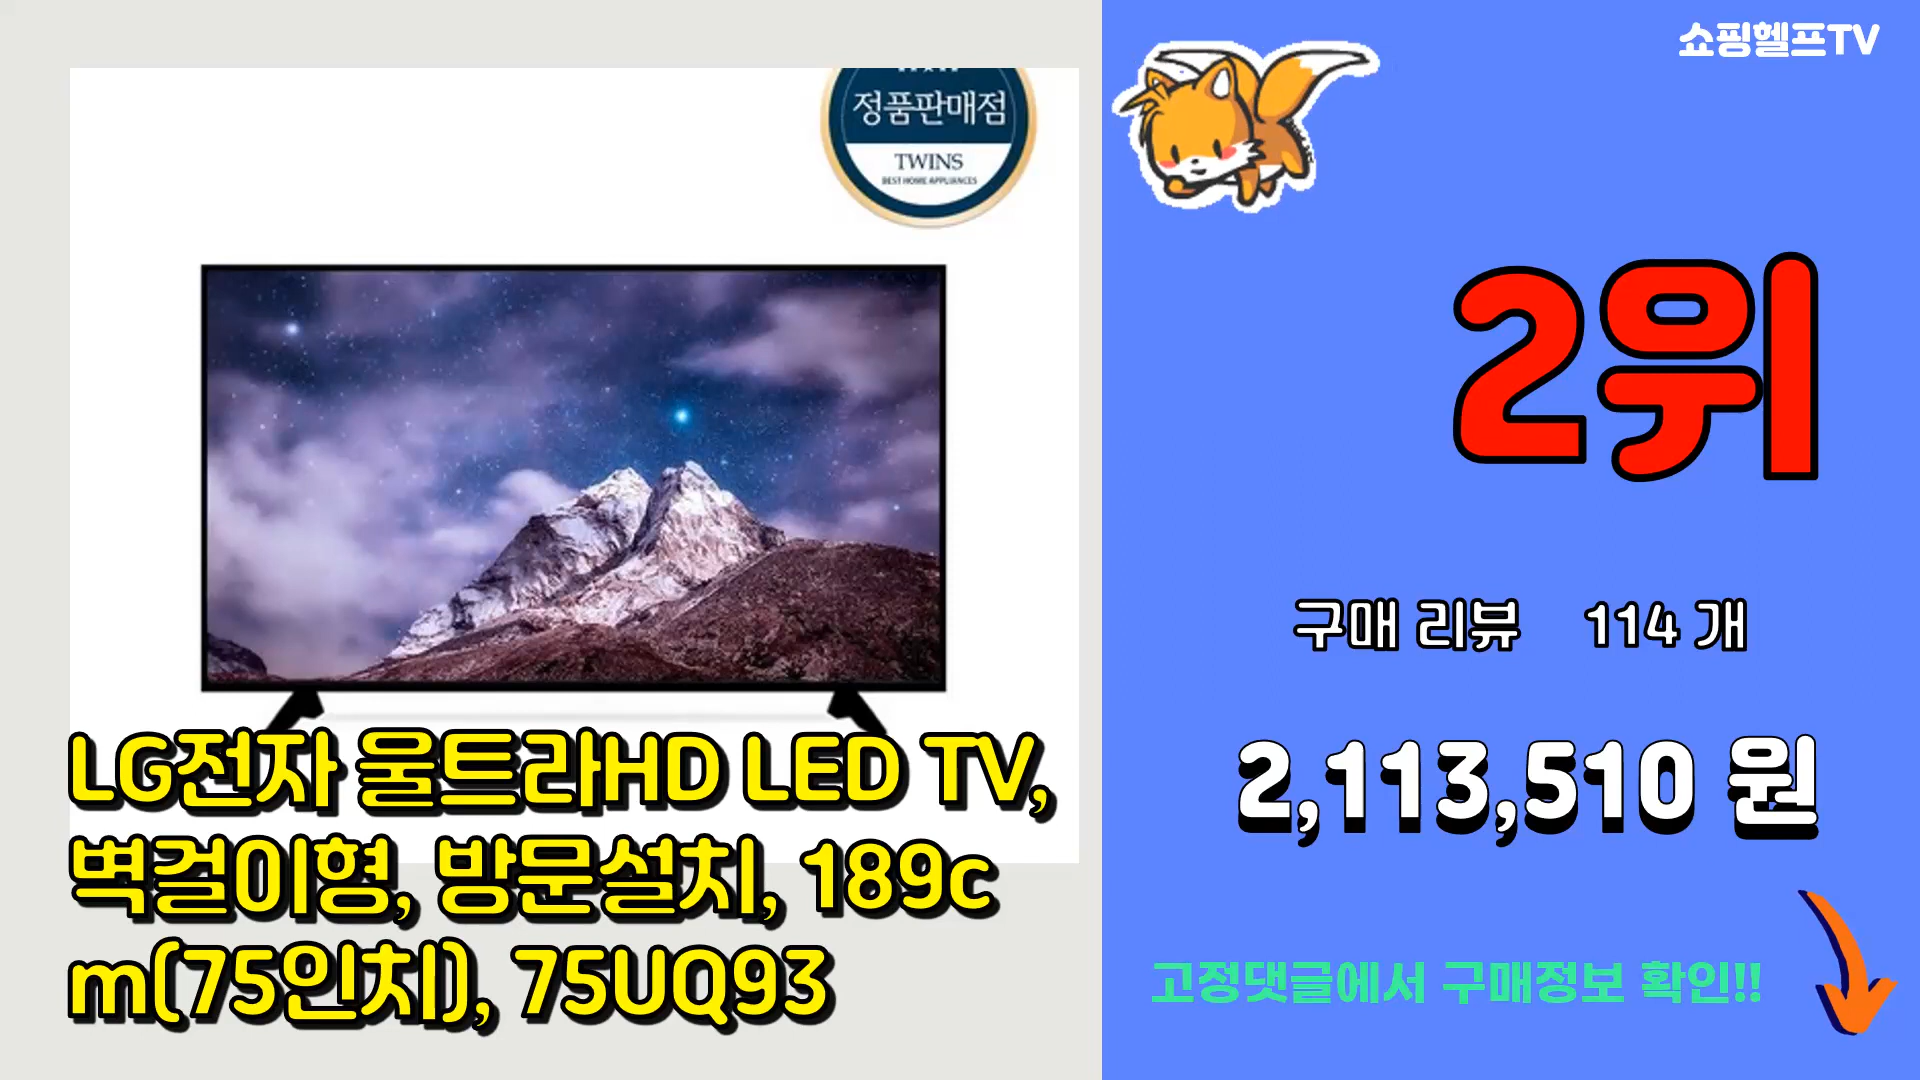 쇼핑헬프TV
정품판매점
TWINS
BEST HOME APPLIANCES
2위
구매 리뷰 114 개
2,113,510 원
LG전자 울트라HD LED TV,
벽걸이형, 방문설치, 189c
m(75인치), 75UQ93
고정댓글에서 구매정보 확인!!